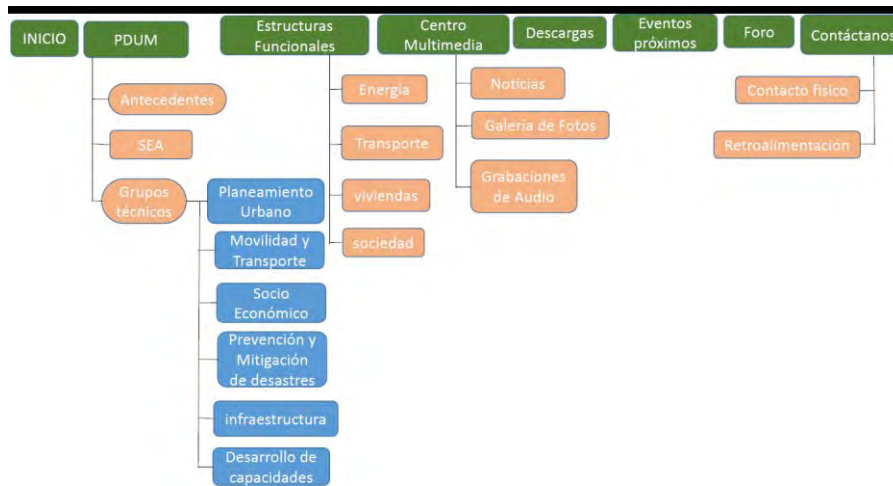 INICIO
PDUM
Estructuras
Funcionales
Centro
Multimedia
Descargas
Eventos
próximos
Foro
Contáctanos
Antecedentes
SEA
Grupos
técnicos
Planeamiento
Urbano
Movilidad y
Transporte
Socio
Económico
Prevención y
Mitigación
de desastres
infraestructura
Desarrollo de
capacidades
Energía
Transporte
viviendas
sociedad
Noticias
Galería de Fotos
Grabaciones
de Audio
Contacto físico
Retroalimentación